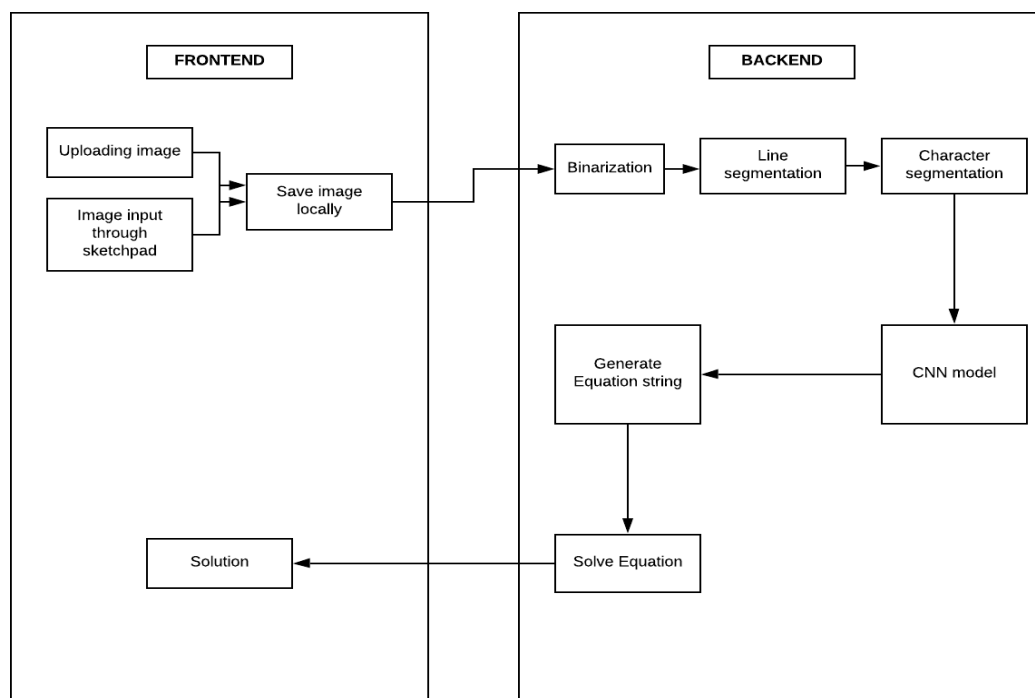 FRONTEND
BACKEND
Uploading image
Image input
through
sketchpad
Save image
locally
Binarization
Line
segmentation
Character
segmentation
CNN model
Generate
Equation string
Solve Equation
Solution